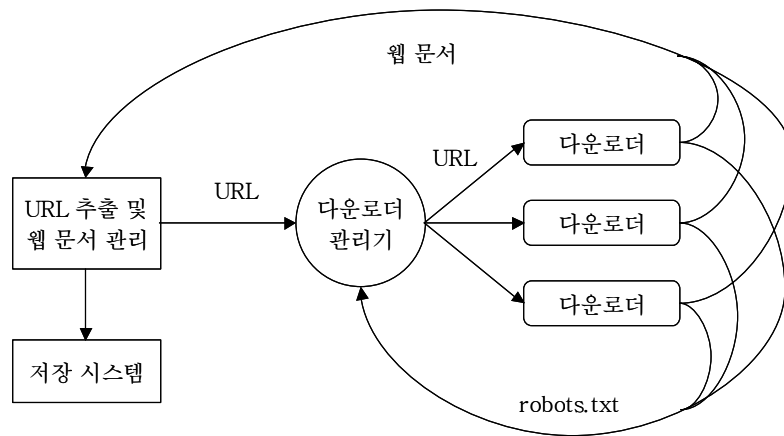 웹 문서
URL
다운로더
URL 추출 및
웹 문서 관리
URL
다운로더
관리기
다운로더
다운로더
저장 시스템
robots.txt